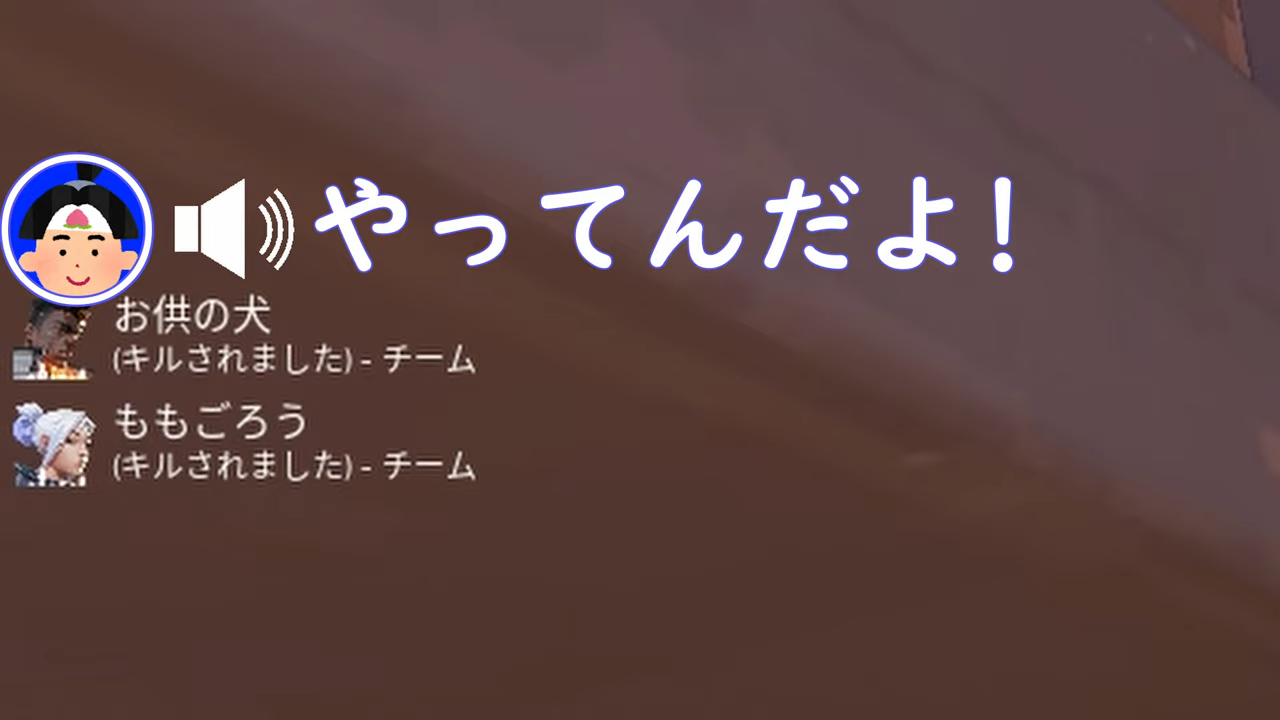 やってんだよ！
お供の犬
(キルされました) - チーム
ももごろう
(キルされました) - チーム